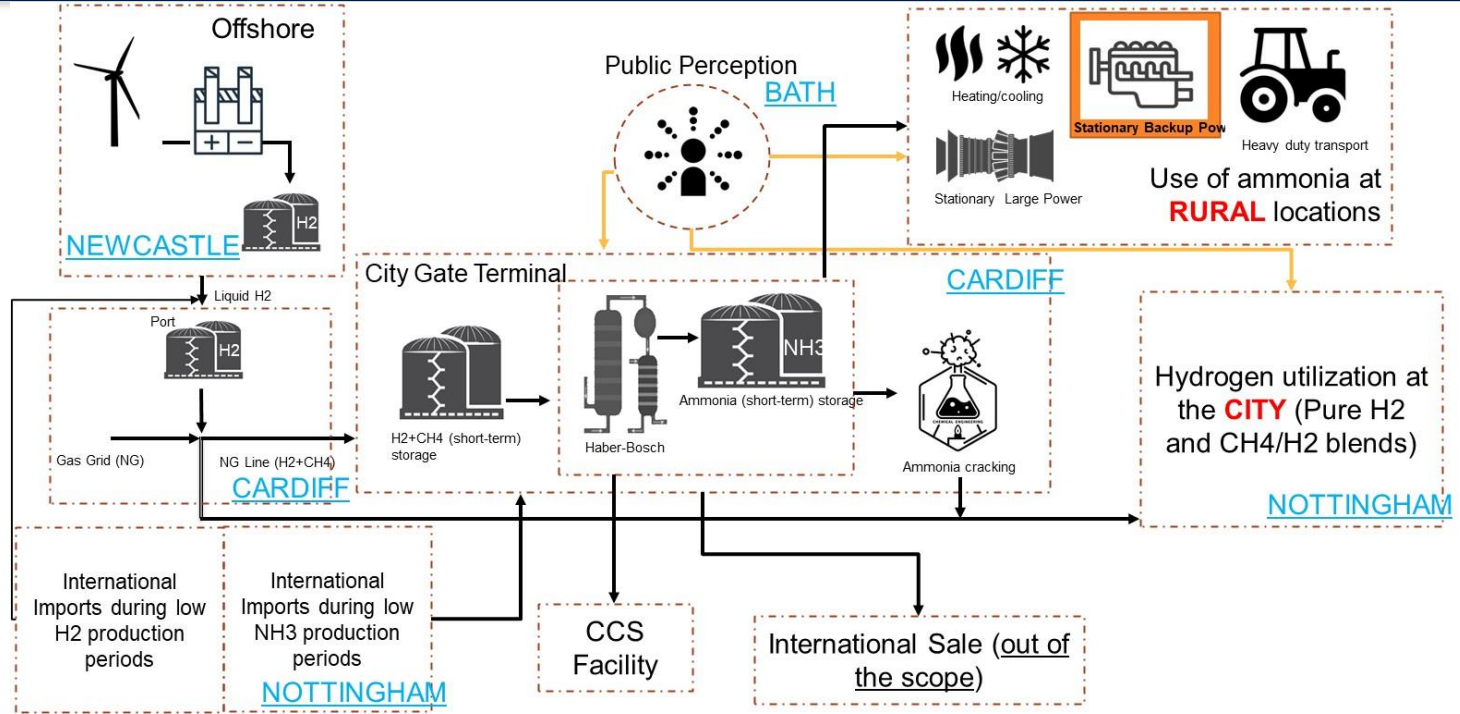 Offshore
+ −
H2
NEWCASTLE
Liquid H2
Port
H2
Gas Grid (NG)
NG Line (H2+CH4)
CARDIFF
International
Imports during low
H2 production
periods
International
Imports during low
NH3 production
periods
NOTTINGHAM
Public Perception
BATH
City Gate Terminal
CARDIFF
H2+CH4 (short-term)
storage
Haber-Bosch
NH3
Ammonia (short-term) storage
CHEMICAL ENGINEERING
Ammonia cracking
CCS
Facility
International Sale (out of
the scope)
Heating/cooling
Stationary Backup Pow
Heavy duty transport
Stationary Large Power
Use of ammonia at
RURAL locations
Hydrogen utilization at
the CITY (Pure H2
and CH4/H2 blends)
NOTTINGHAM